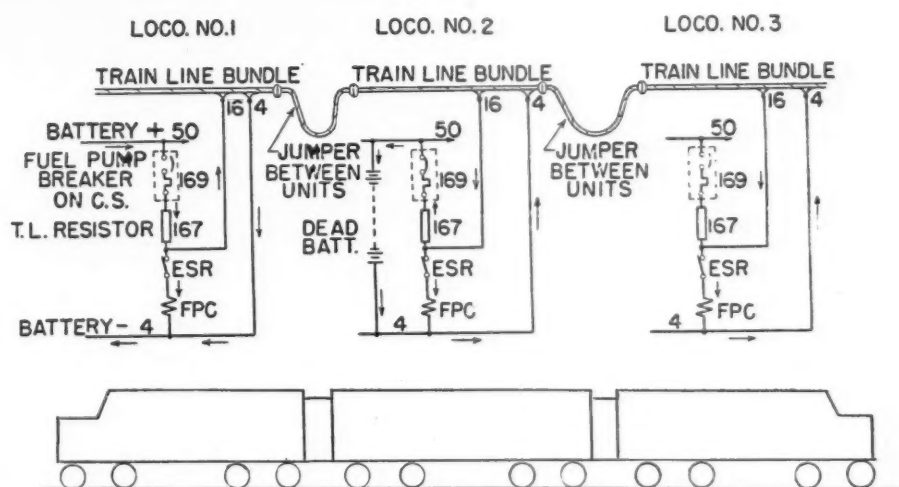 LOCO. NO.1
LOCO. NO. 2
LOCO. NO. 3
TRAIN LINE BUNDLE
TRAIN LINE BUNDLE
TRAIN LINE BUNDLE
16
4
16
4
16
4
BATTERY + 50
FUEL PUMP
BREAKER
ON C.S.
169
T.L. RESISTOR
167
ESR
FPC
BATTERY- 4
JUMPER
BETWEEN
UNITS
50
169
DEAD
BATT.
167
ESR
FPC
4
JUMPER
BETWEEN
UNITS
50
169
167
ESR
FPC
4